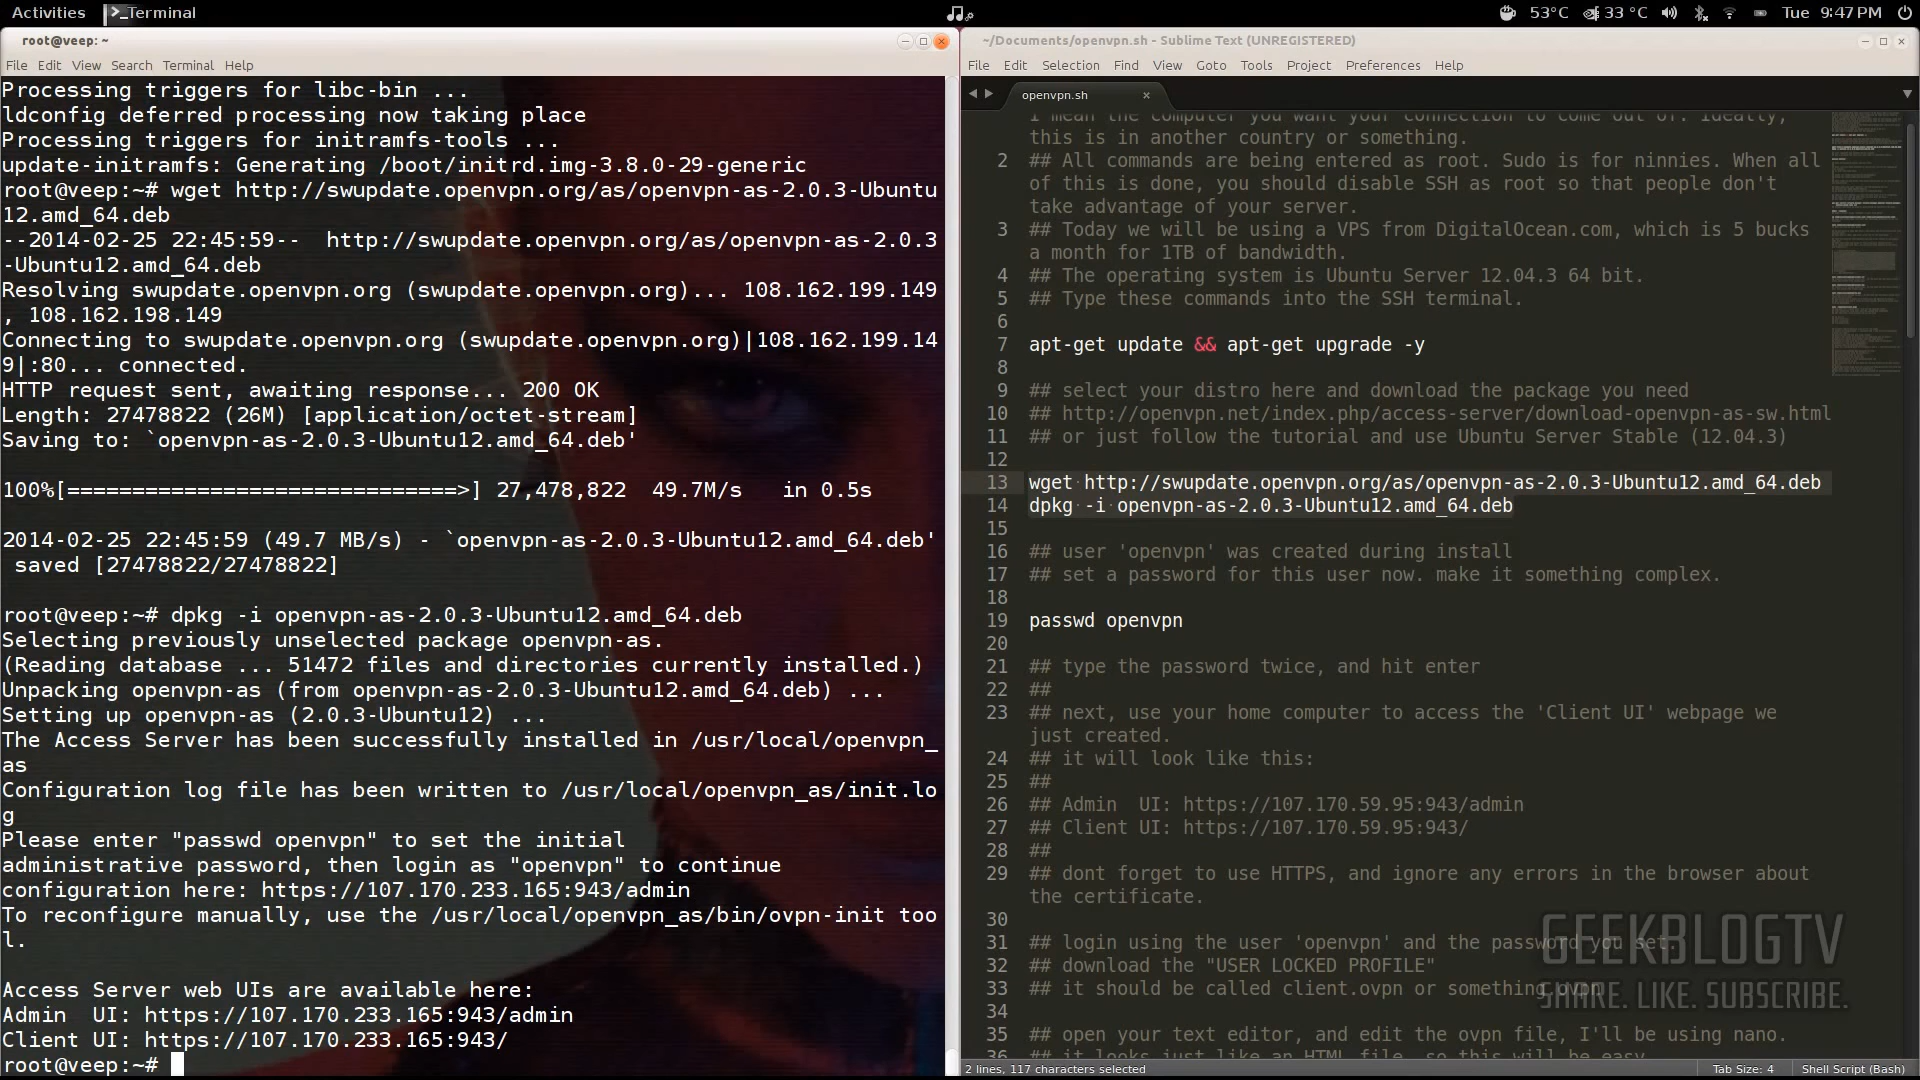 Activities
Terminal
53°C
33 °C
Tue 9:47PM
root@veep: ~
File Edit View Search Terminal Help
Processing triggers for libc-bin ...
ldconfig deferred processing now taking place
Processing triggers for initramfs-tools ...
update-initramfs: Generating /boot/initrd.img-3.8.0-29-generic
root@veep:~# wget http://swupdate.openvpn.org/as/openvpn-as-2.0.3-Ubuntu
12.amd_64.deb
--2014-02-25 22:45:59--  http://swupdate.openvpn.org/as/openvpn-as-2.0.3
-Ubuntu12.amd_64.deb
Resolving swupdate.openvpn.org (swupdate.openvpn.org)... 108.162.199.149
, 108.162.198.149
Connecting to swupdate.openvpn.org (swupdate.openvpn.org)|108.162.199.14
9|:80... connected.
HTTP request sent, awaiting response... 200 OK
Length: 27478822 (26M) [application/octet-stream]
Saving to: `openvpn-as-2.0.3-Ubuntu12.amd_64.deb'
100%[==============================>] 27,478,822  49.7M/s   in 0.5s
2014-02-25 22:45:59 (49.7 MB/s) - `openvpn-as-2.0.3-Ubuntu12.amd_64.deb'
saved [27478822/27478822]
root@veep:~# dpkg -i openvpn-as-2.0.3-Ubuntu12.amd_64.deb
Selecting previously unselected package openvpn-as.
(Reading database ... 51472 files and directories currently installed.)
Unpacking openvpn-as (from openvpn-as-2.0.3-Ubuntu12.amd_64.deb) ...
Setting up openvpn-as (2.0.3-Ubuntu12) ...
The Access Server has been successfully installed in /usr/local/openvpn_
as
Configuration log file has been written to /usr/local/openvpn_as/init.lo
g
Please enter "passwd openvpn" to set the initial
administrative password, then login as "openvpn" to continue
configuration here: https://107.170.233.165:943/admin
To reconfigure manually, use the /usr/local/openvpn_as/bin/ovpn-init too
l.
Access Server web UIs are available here:
Admin  UI: https://107.170.233.165:943/admin
Client UI: https://107.170.233.165:943/
root@veep:~#
~/Documents/openvpn.sh - Sublime Text (UNREGISTERED)
File Edit Selection Find View Goto Tools Project Preferences Help
openvpn.sh
I mean the computer you want your connection to come out of. Ideally,
this is in another country or something.
2 ## All commands are being entered as root. Sudo is for ninnies. When all
of this is done, you should disable SSH as root so that people don't
take advantage of your server.
3 ## Today we will be using a VPS from DigitalOcean.com, which is 5 bucks
a month for 1TB of bandwidth.
4 ## The operating system is Ubuntu Server 12.04.3 64 bit.
5 ## Type these commands into the SSH terminal.
6
7 apt-get update && apt-get upgrade -y
8
9 ## select your distro here and download the package you need
10 ## http://openvpn.net/index.php/access-server/download-openvpn-as-sw.html
11 ## or just follow the tutorial and use Ubuntu Server Stable (12.04.3)
12
13 wget http://swupdate.openvpn.org/as/openvpn-as-2.0.3-Ubuntu12.amd_64.deb
14 dpkg -i openvpn-as-2.0.3-Ubuntu12.amd_64.deb
15
16 ## user 'openvpn' was created during install
17 ## set a password for this user now. make it something complex.
18
19 passwd openvpn
20
21 ## type the password twice, and hit enter
22 ##
23 ## next, use your home computer to access the 'Client UI' webpage we
just created.
24 ## it will look like this:
25 ##
26 ## Admin  UI: https://107.170.59.95:943/admin
27 ## Client UI: https://107.170.59.95:943/
28 ##
29 ## dont forget to use HTTPS, and ignore any errors in the browser about
the certificate.
30
31 ## login using the user 'openvpn' and the password you set.
32 ## download the "USER LOCKED PROFILE"
33 ## it should be called client.ovpn or something.ovpn
34
35 ## open your text editor, and edit the ovpn file, I'll be using nano.
36 ## it looks just like an HTML file, so this will be easy
GEEKBLOGTV
SHARE. LIKE. SUBSCRIBE.
2 lines, 117 characters selected
Tab Size: 4
Shell Script (Bash)